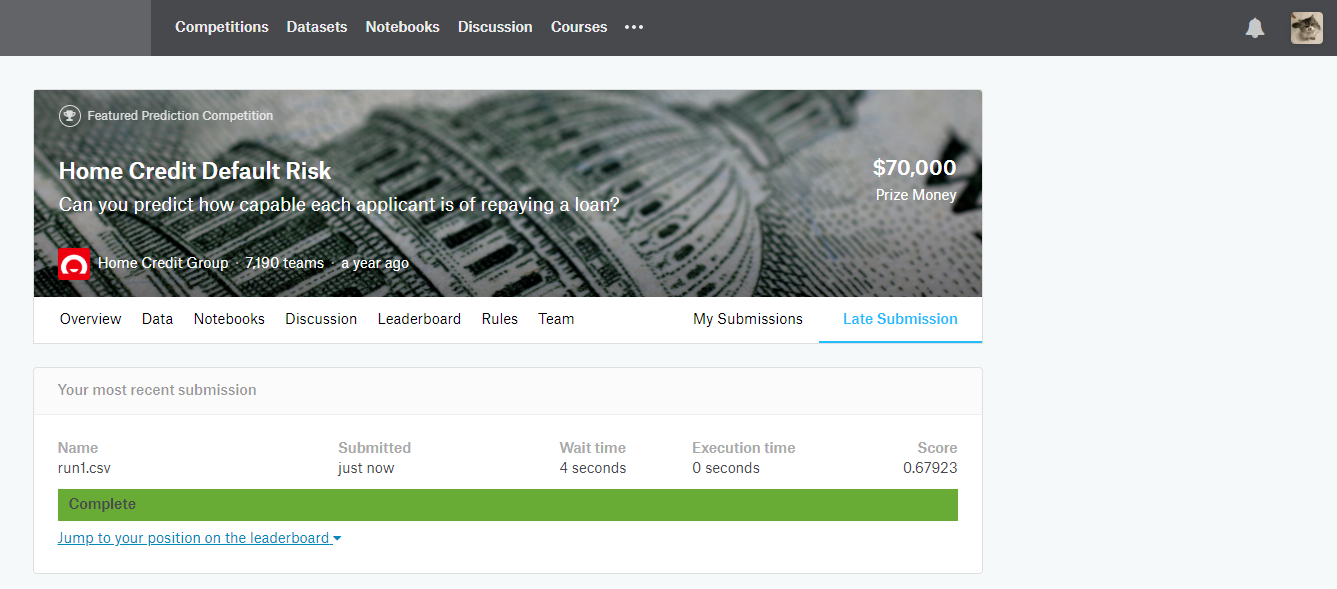 Competitions Datasets Notebooks Discussion Courses
Featured Prediction Competition
Home Credit Default Risk
$70,000
Can you predict how capable each applicant is of repaying a loan?
Prize Money
Home Credit Group · 7,190 teams · a year ago
Overview Data Notebooks Discussion Leaderboard Rules Team My Submissions Late Submission
Your most recent submission
Name Submitted Wait time Execution time Score
run1.csv just now 4 seconds 0 seconds 0.67923
Complete
Jump to your position on the leaderboard